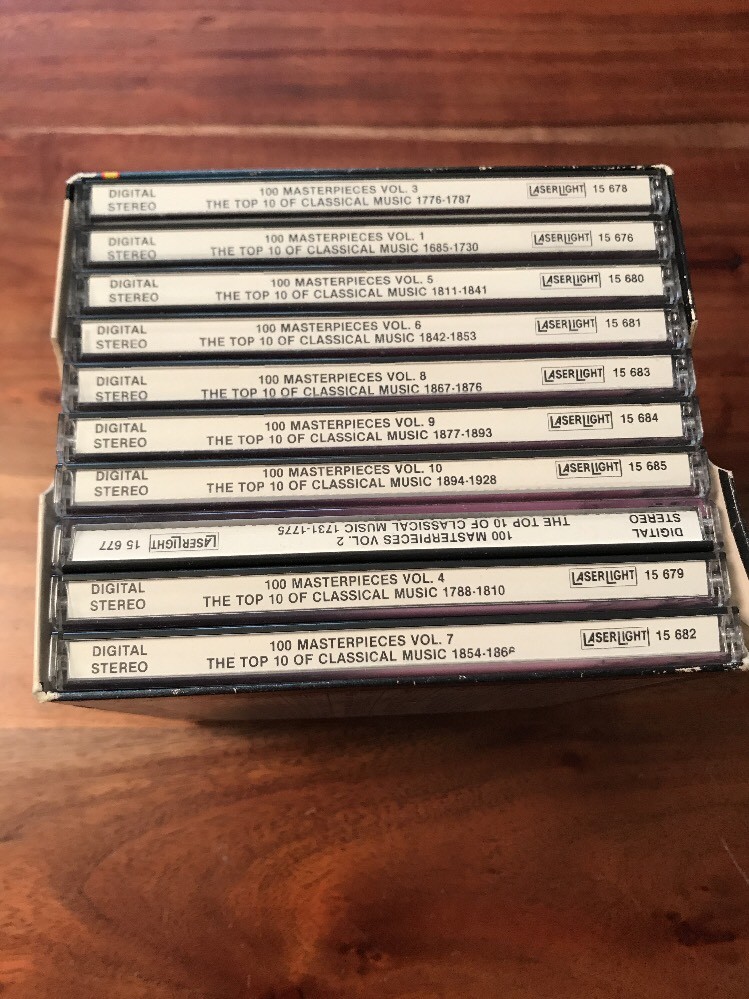 DIGITAL 100 MASTERPIECES VOL. 3 LASERLIGHT 15 678
STEREO THE TOP 10 OF CLASSICAL MUSIC 1776-1787
DIGITAL 100 MASTERPIECES VOL. 1 LASERLIGHT 15 676
STEREO THE TOP 10 OF CLASSICAL MUSIC 1685-1730
DIGITAL 100 MASTERPIECES VOL. 5 LASERLIGHT 15 680
STEREO THE TOP 10 OF CLASSICAL MUSIC 1811-1841
DIGITAL 100 MASTERPIECES VOL. 6 LASERLIGHT 15 681
STEREO THE TOP 10 OF CLASSICAL MUSIC 1842-1853
DIGITAL 100 MASTERPIECES VOL. 8 LASERLIGHT 15 683
STEREO THE TOP 10 OF CLASSICAL MUSIC 1867-1876
DIGITAL 100 MASTERPIECES VOL. 9 LASERLIGHT 15 684
STEREO THE TOP 10 OF CLASSICAL MUSIC 1877-1893
DIGITAL 100 MASTERPIECES VOL. 10 LASERLIGHT 15 685
STEREO THE TOP 10 OF CLASSICAL MUSIC 1894-1928
DIGITAL 100 MASTERPIECES VOL. 2 LASERLIGHT 15 677
STEREO THE TOP 10 OF CLASSICAL MUSIC 1731-1775
DIGITAL 100 MASTERPIECES VOL. 4 LASERLIGHT 15 679
STEREO THE TOP 10 OF CLASSICAL MUSIC 1788-1810
DIGITAL 100 MASTERPIECES VOL. 7 LASERLIGHT 15 682
STEREO THE TOP 10 OF CLASSICAL MUSIC 1854-1866